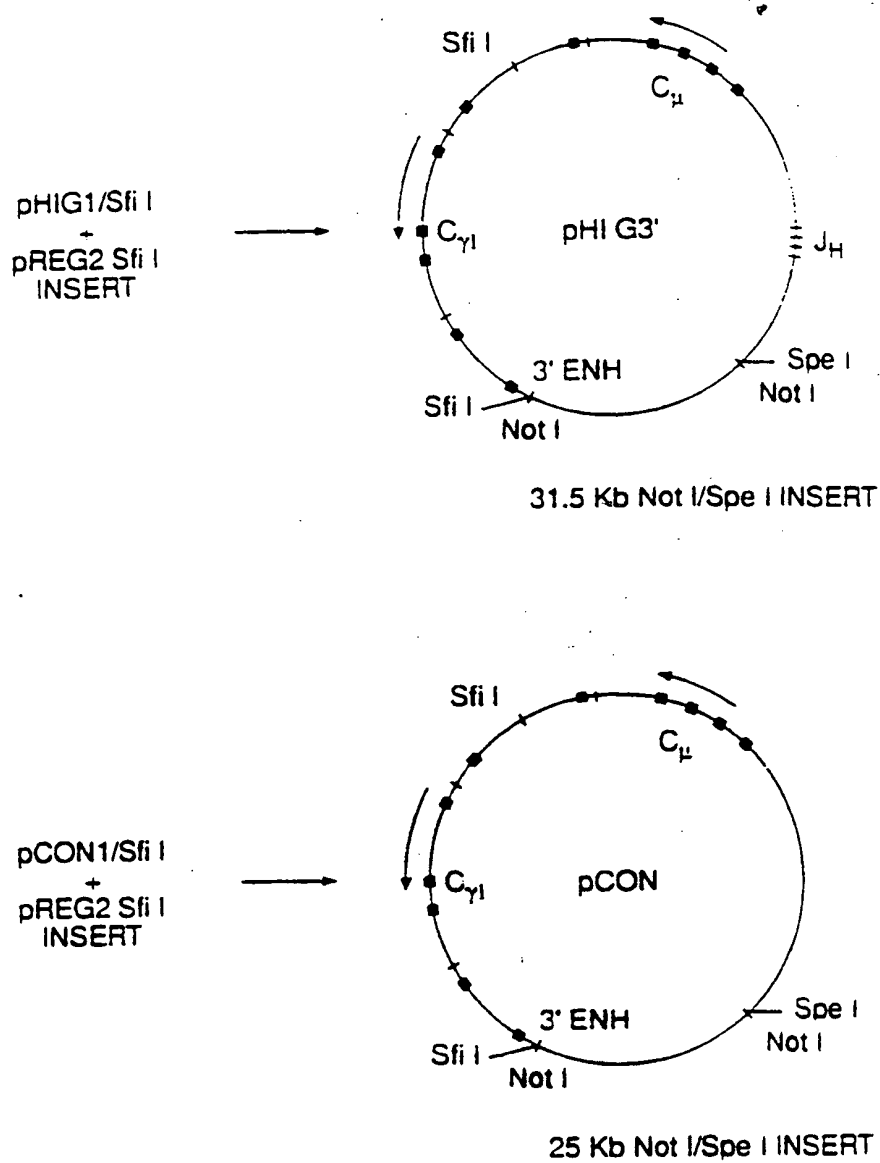 Sfi I
Cμ
pHIG1/Sfi I
+
pREG2 Sfi I
INSERT
Cγ1
pHI G3'
JH
3' ENH
Spe I
Sfi I
Not I
Not I
31.5 Kb Not I/Spe I INSERT
Sfi I
Cμ
pCON1/Sfi I
+
pREG2 Sfi I
INSERT
Cγ1
pCON
3' ENH
Spe I
Sfi I
Not I
Not I
25 Kb Not I/Spe I INSERT